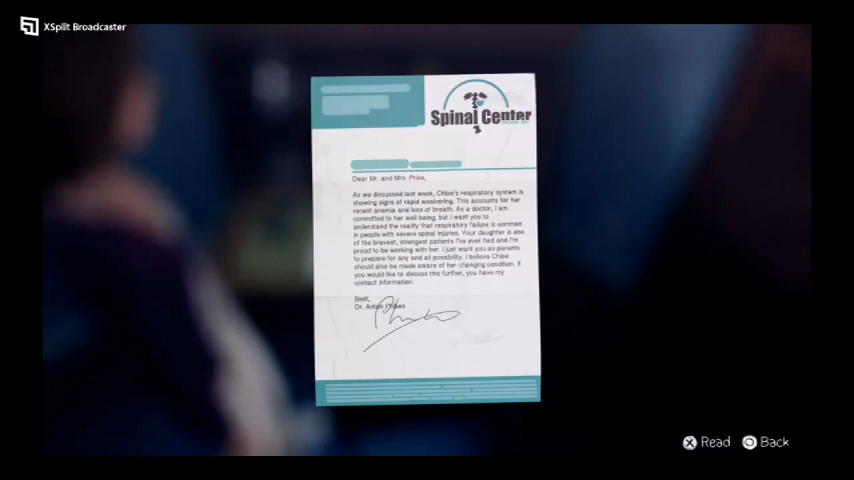 XSplit Broadcaster
Spinal Center
Dear Mr. and Mrs. Price,
As we discussed last week, Chloe's respiratory system is
showing signs of rapid weakening. This accounts for her
recent anemia and loss of breath. As a doctor, I am
committed to her well-being, but I want you to
understand the reality that respiratory failure is common
in people with severe spinal injuries. Your daughter is one
of the bravest, strongest patients I've ever had and I'm
proud to be working with her. I just want you as parents
to prepare for any and all possibility. I believe Chloe
should also be made aware of her changing condition. If
you would like to discuss this further, you have my
contact information.
Best,
Dr.
Read
Back